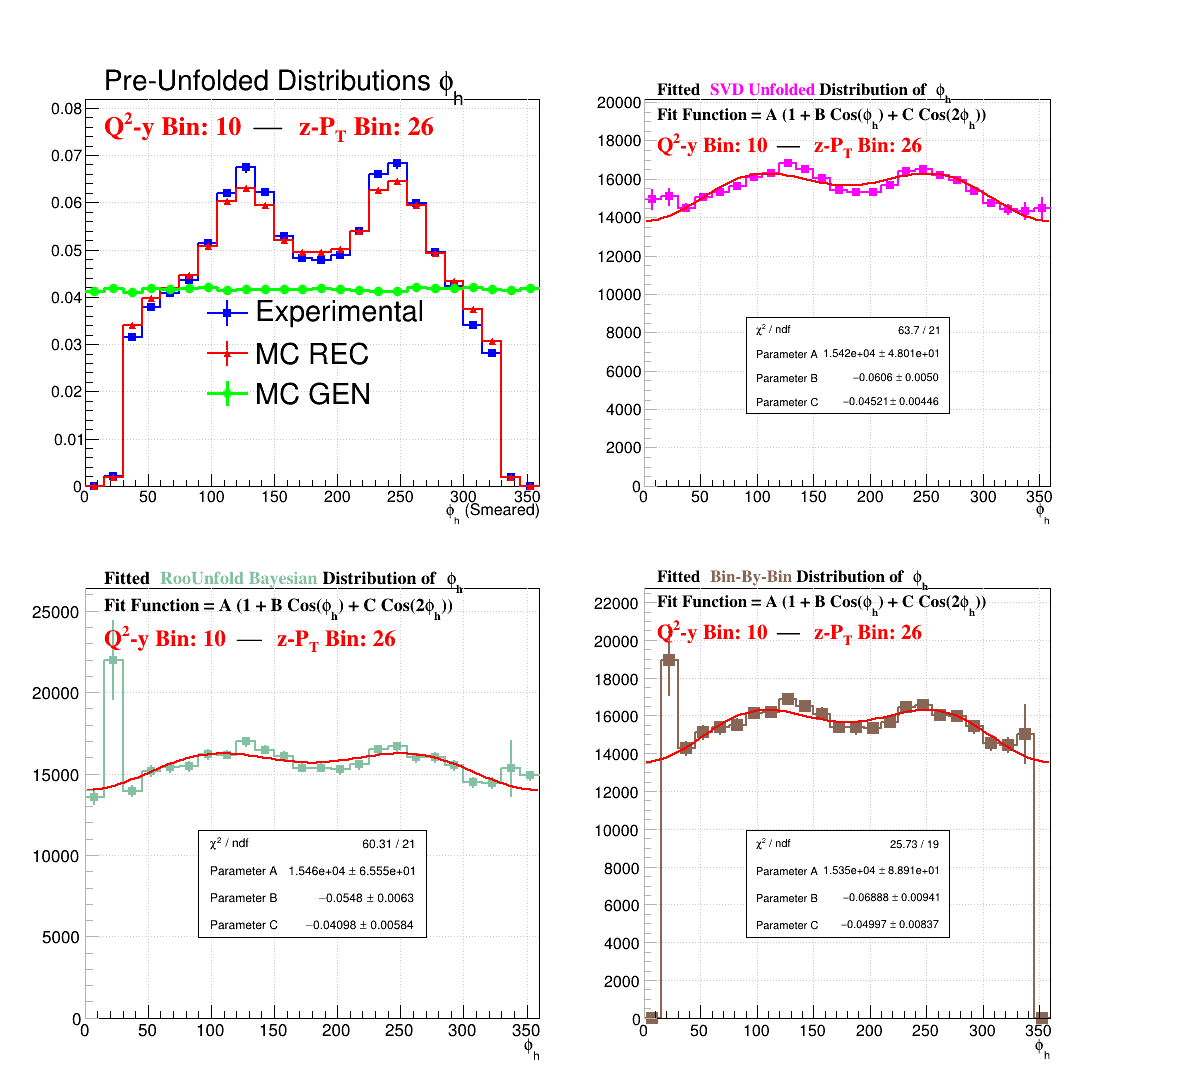 Pre-Unfolded Distributions ϕh
Q²-y Bin: 10 — z-PT Bin: 26
0.08
0.07
0.06
0.05
0.04
0.03
0.02
0.01
0
Experimental
MC REC
MC GEN
0 50 100 150 200 250 300 350
ϕh (Smeared)
Fitted SVD Unfolded Distribution of ϕh
Fit Function = A (1 + B Cos(ϕh) + C Cos(2ϕh))
Q²-y Bin: 10 — z-PT Bin: 26
20000
18000
16000
14000
12000
10000
8000
6000
4000
2000
0
χ² / ndf 63.7 / 21
Parameter A 1.542e+04 ± 4.801e+01
Parameter B −0.0606 ± 0.0050
Parameter C −0.04521 ± 0.00446
0 50 100 150 200 250 300 350
ϕh
Fitted RooUnfold Bayesian Distribution of ϕh
Fit Function = A (1 + B Cos(ϕh) + C Cos(2ϕh))
Q²-y Bin: 10 — z-PT Bin: 26
25000
20000
15000
10000
5000
0
χ² / ndf 60.31 / 21
Parameter A 1.546e+04 ± 6.555e+01
Parameter B −0.0548 ± 0.0063
Parameter C −0.04098 ± 0.00584
0 50 100 150 200 250 300 350
ϕh
Fitted Bin-By-Bin Distribution of ϕh
Fit Function = A (1 + B Cos(ϕh) + C Cos(2ϕh))
Q²-y Bin: 10 — z-PT Bin: 26
22000
20000
18000
16000
14000
12000
10000
8000
6000
4000
2000
0
χ² / ndf 25.73 / 19
Parameter A 1.535e+04 ± 8.891e+01
Parameter B −0.06888 ± 0.00941
Parameter C −0.04997 ± 0.00837
0 50 100 150 200 250 300 350
ϕh